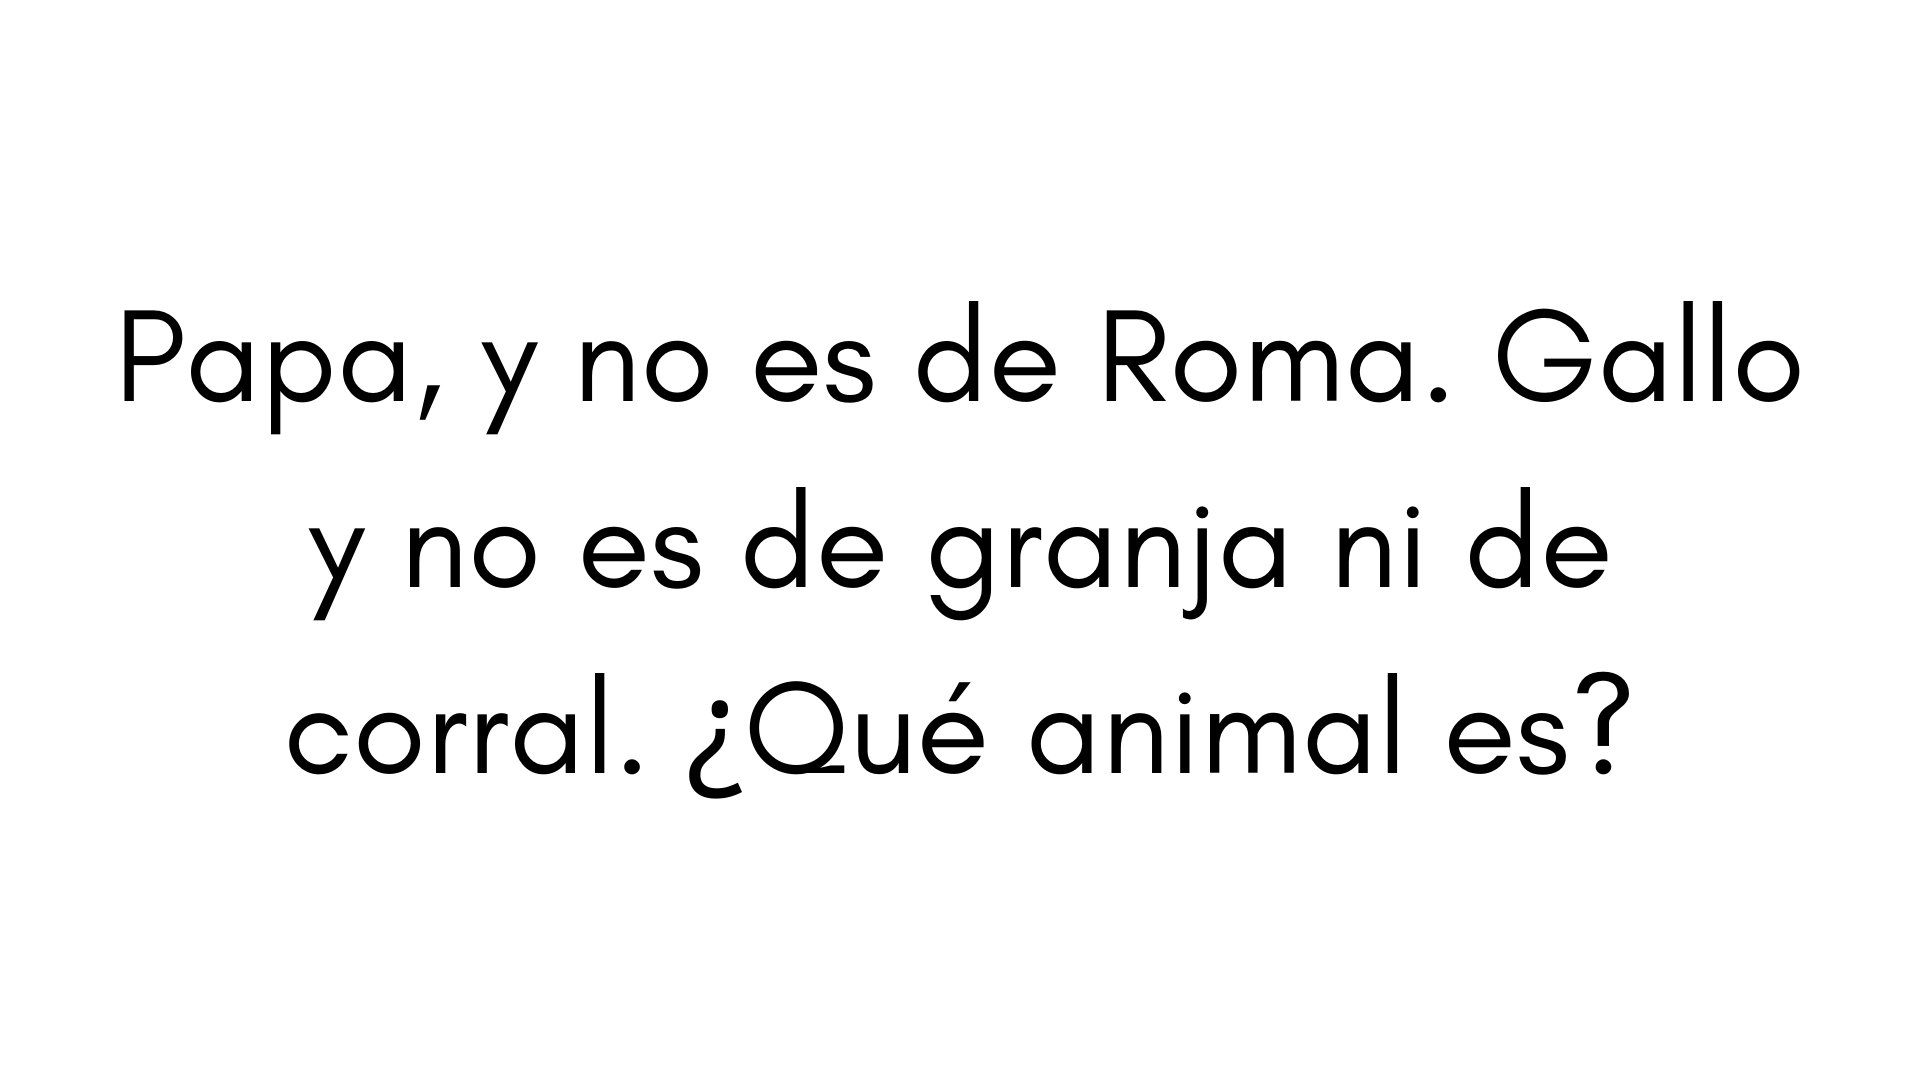 Papa, y no es de Roma. Gallo
y no es de granja ni de
corral. ¿Qué animal es?